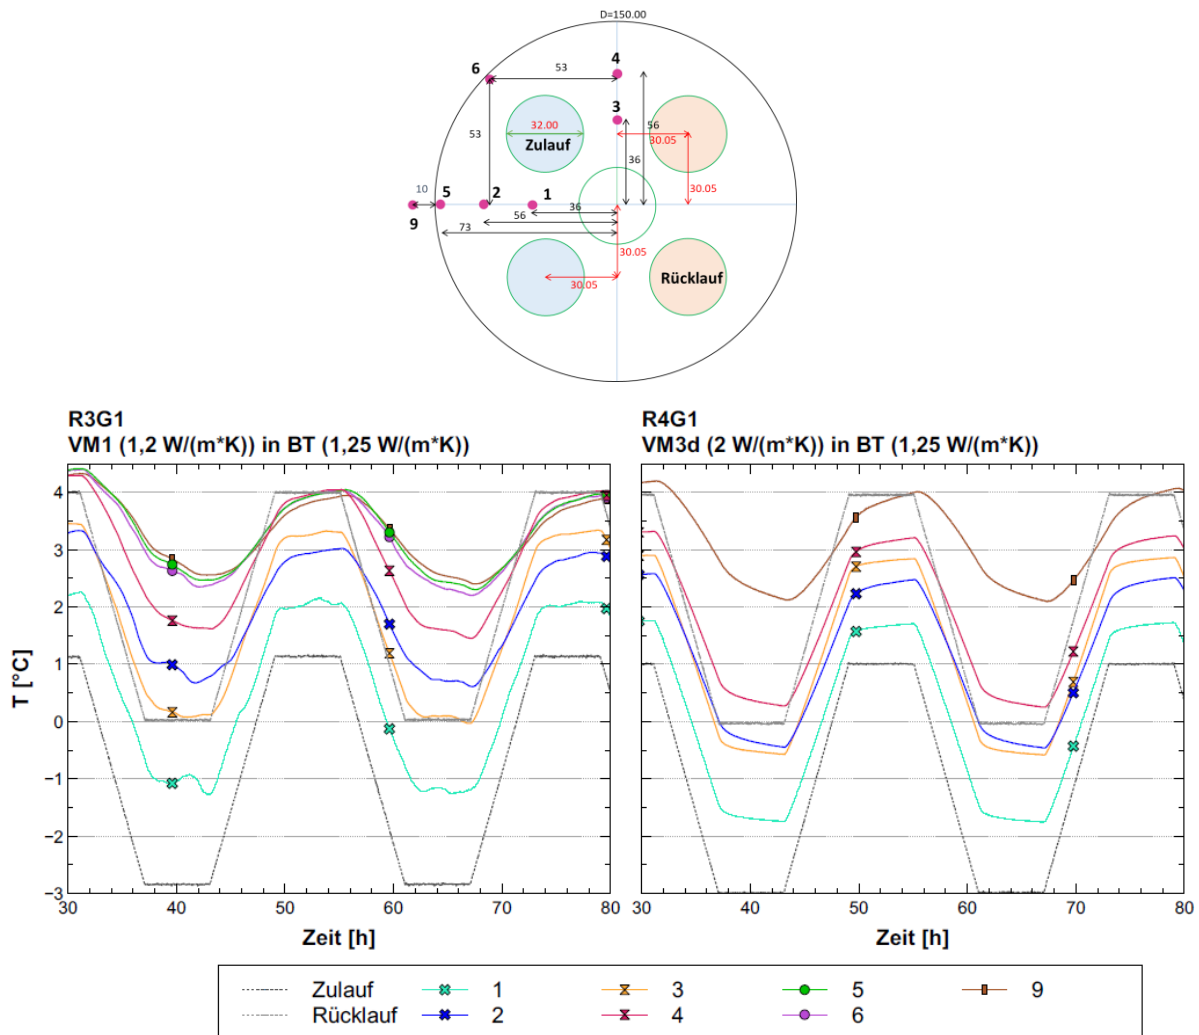 D=150.00
6
53
4
3
32.00
Zulauf
53
56
30.05
36
30.05
10
5
2
1
9
36
56
73
30.05
30.05
Rücklauf
R3G1
VM1 (1,2 W/(m*K)) in BT (1,25 W/(m*K))
R4G1
VM3d (2 W/(m*K)) in BT (1,25 W/(m*K))
T [°C]
4
3
2
1
0
−1
−2
−3
30 40 50 60 70 80
30 40 50 60 70 80
Zeit [h]
Zeit [h]
Zulauf 1 3 5 9
Rücklauf 2 4 6